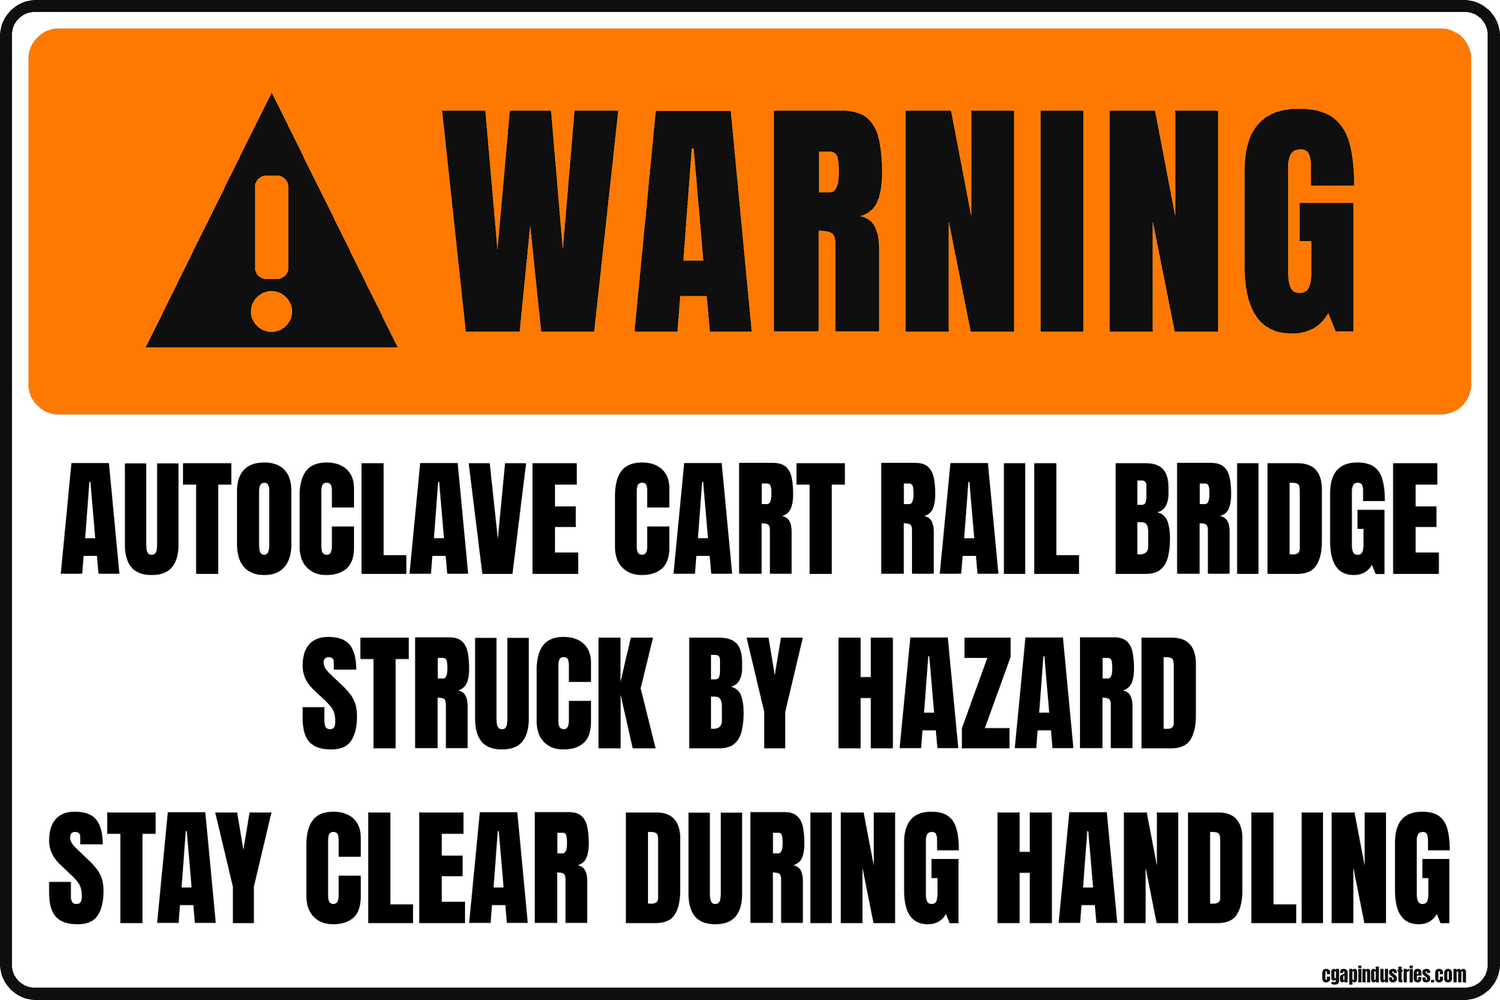 WARNING
AUTOCLAVE CART RAIL BRIDGE
STRUCK BY HAZARD
STAY CLEAR DURING HANDLING
cgapindustries.com